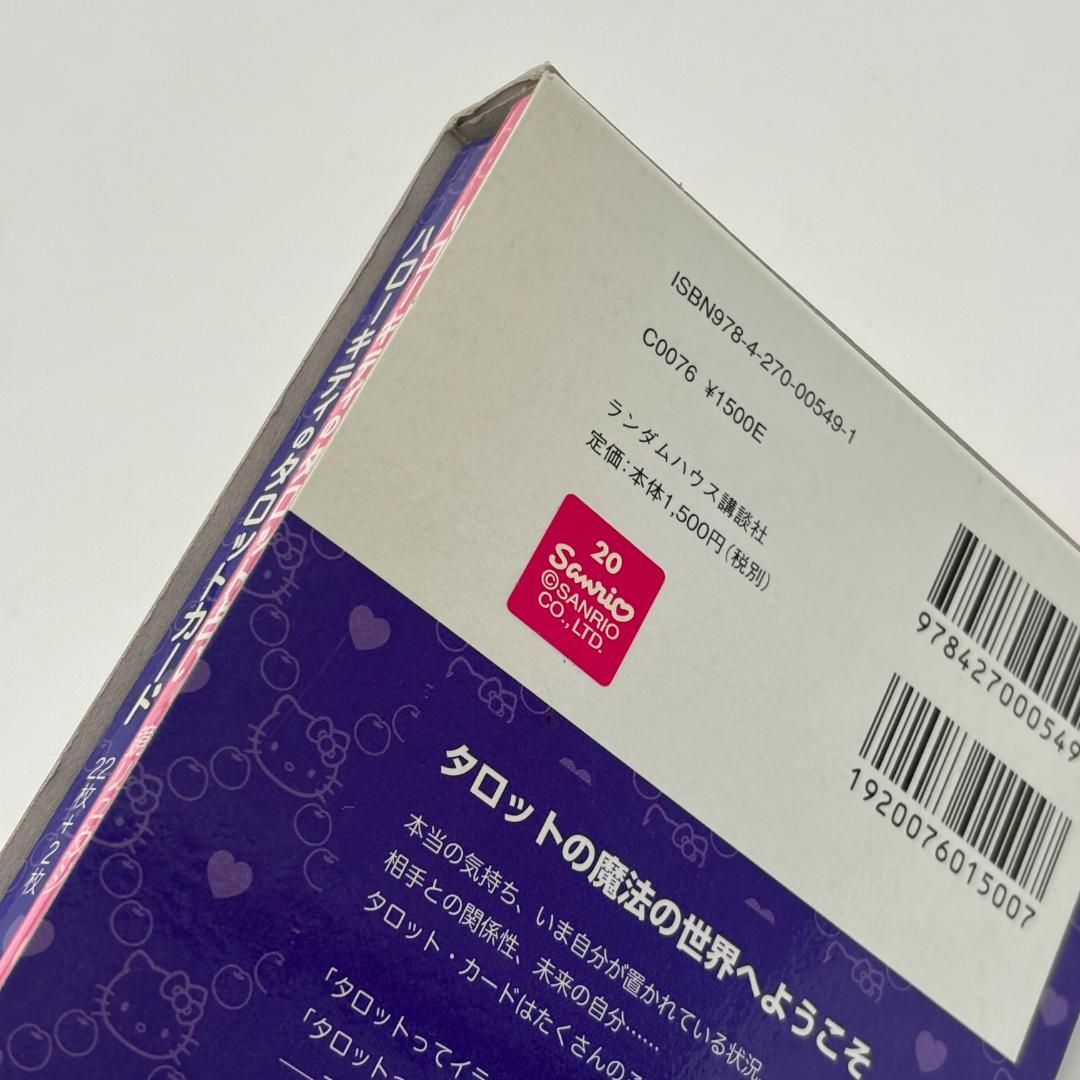 ISBN978-4-270-00549-1
C0076 ¥1500E
ランダムハウス講談社
定価:本体1,500円(税別)
20
Sanrio
©SANRIO
CO.,LTD.
9784270005491
1920076015007
タロットの魔法の世界へようこそ
本当の気持ち、いま自分が置かれている状況、
相手との関係性、未来の自分……
タロット・カードはたくさんの
「タロットってイラ
「タロット
ハローキティのタロットカード
22枚+2枚